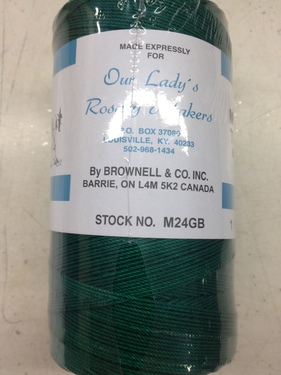 MADE EXPRESSLY
FOR
Our Lady's
Rosary Makers
P.O. BOX 37080
LOUISVILLE, KY. 40233
502-968-1434
By BROWNELL & CO. INC.
BARRIE, ON L4M 5K2 CANADA
STOCK NO. M24GB